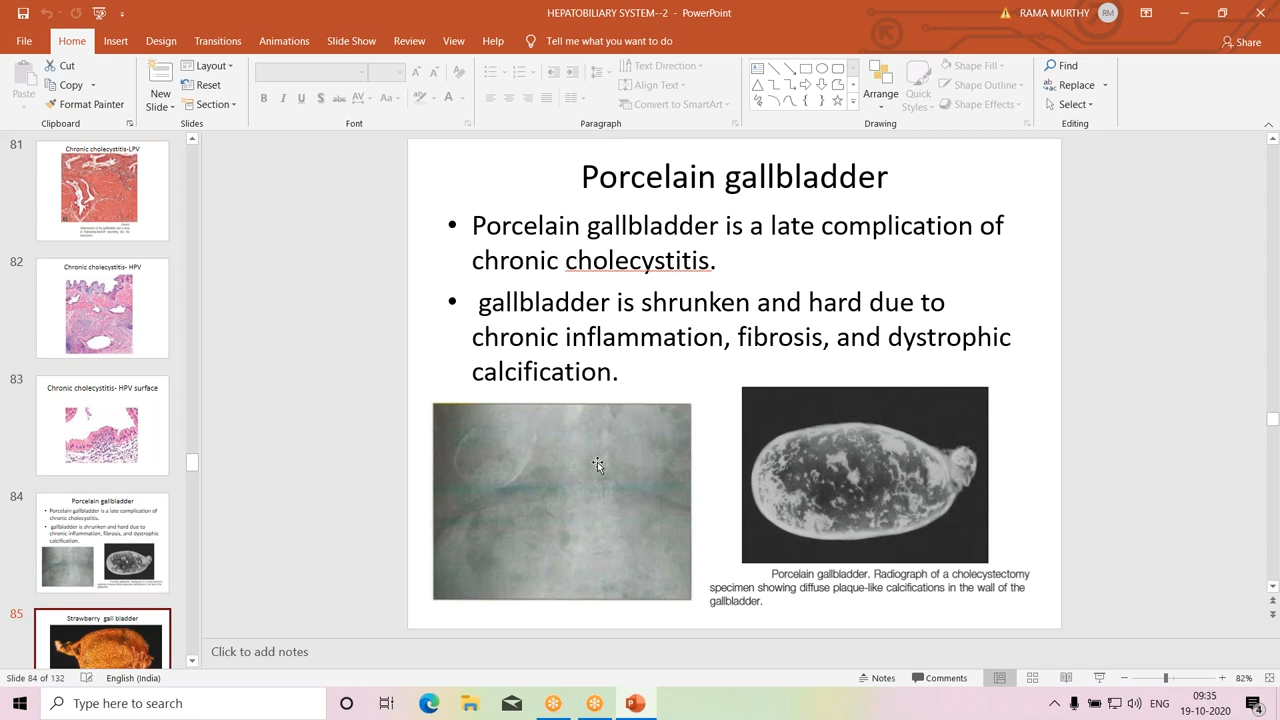 HEPATOBILIARY SYSTEM--2 - PowerPoint
RAMA MURTHY
RM
File
Home
Insert
Design
Transitions
Animations
Slide Show
Review
View
Help
Tell me what you want to do
Share
Paste
Cut
Copy
Format Painter
Clipboard
New
Slide
Layout
Reset
Section
Slides
B
I
U
S
abc
AV
Aa
A
Font
Text Direction
Align Text
Convert to SmartArt
Paragraph
Arrange
Quick
Styles
Shape Fill
Shape Outline
Shape Effects
Drawing
Find
Replace
Select
Editing
81
Chronic cholecystitis-LPV
82
Chronic cholecystitis- HPV
83
Chronic cholecystitis- HPV surface
84
Porcelain gallbladder
• Porcelain gallbladder is a late complication of
chronic cholecystitis.
• gallbladder is shrunken and hard due to
chronic inflammation, fibrosis, and dystrophic
calcification.
Strawberry gall bladder
Porcelain gallbladder
• Porcelain gallbladder is a late complication of
chronic cholecystitis.
• gallbladder is shrunken and hard due to
chronic inflammation, fibrosis, and dystrophic
calcification.
Porcelain gallbladder. Radiograph of a cholecystectomy
specimen showing diffuse plaque-like calcifications in the wall of the
gallbladder.
Click to add notes
Slide 84 of 132
English (India)
Notes
Comments
82%
Type here to search
ENG
09:35
19-10-2020
4